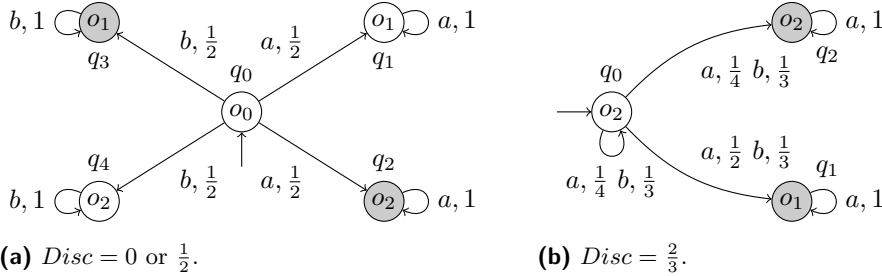 b, 1 o₁ b, ½ a, ½ o₁ a, 1
q₃ q₀ q₁
o₀
q₄ q₂
b, 1 o₂ b, ½ a, ½ o₂ a, 1
(a) Disc = 0 or ½.
o₂ a, 1
q₀ q₂
a, ¼ b, ⅓
o₂
a, ½ b, ⅓ q₁
a, ¼ b, ⅓
o₁ a, 1
(b) Disc = ⅔.